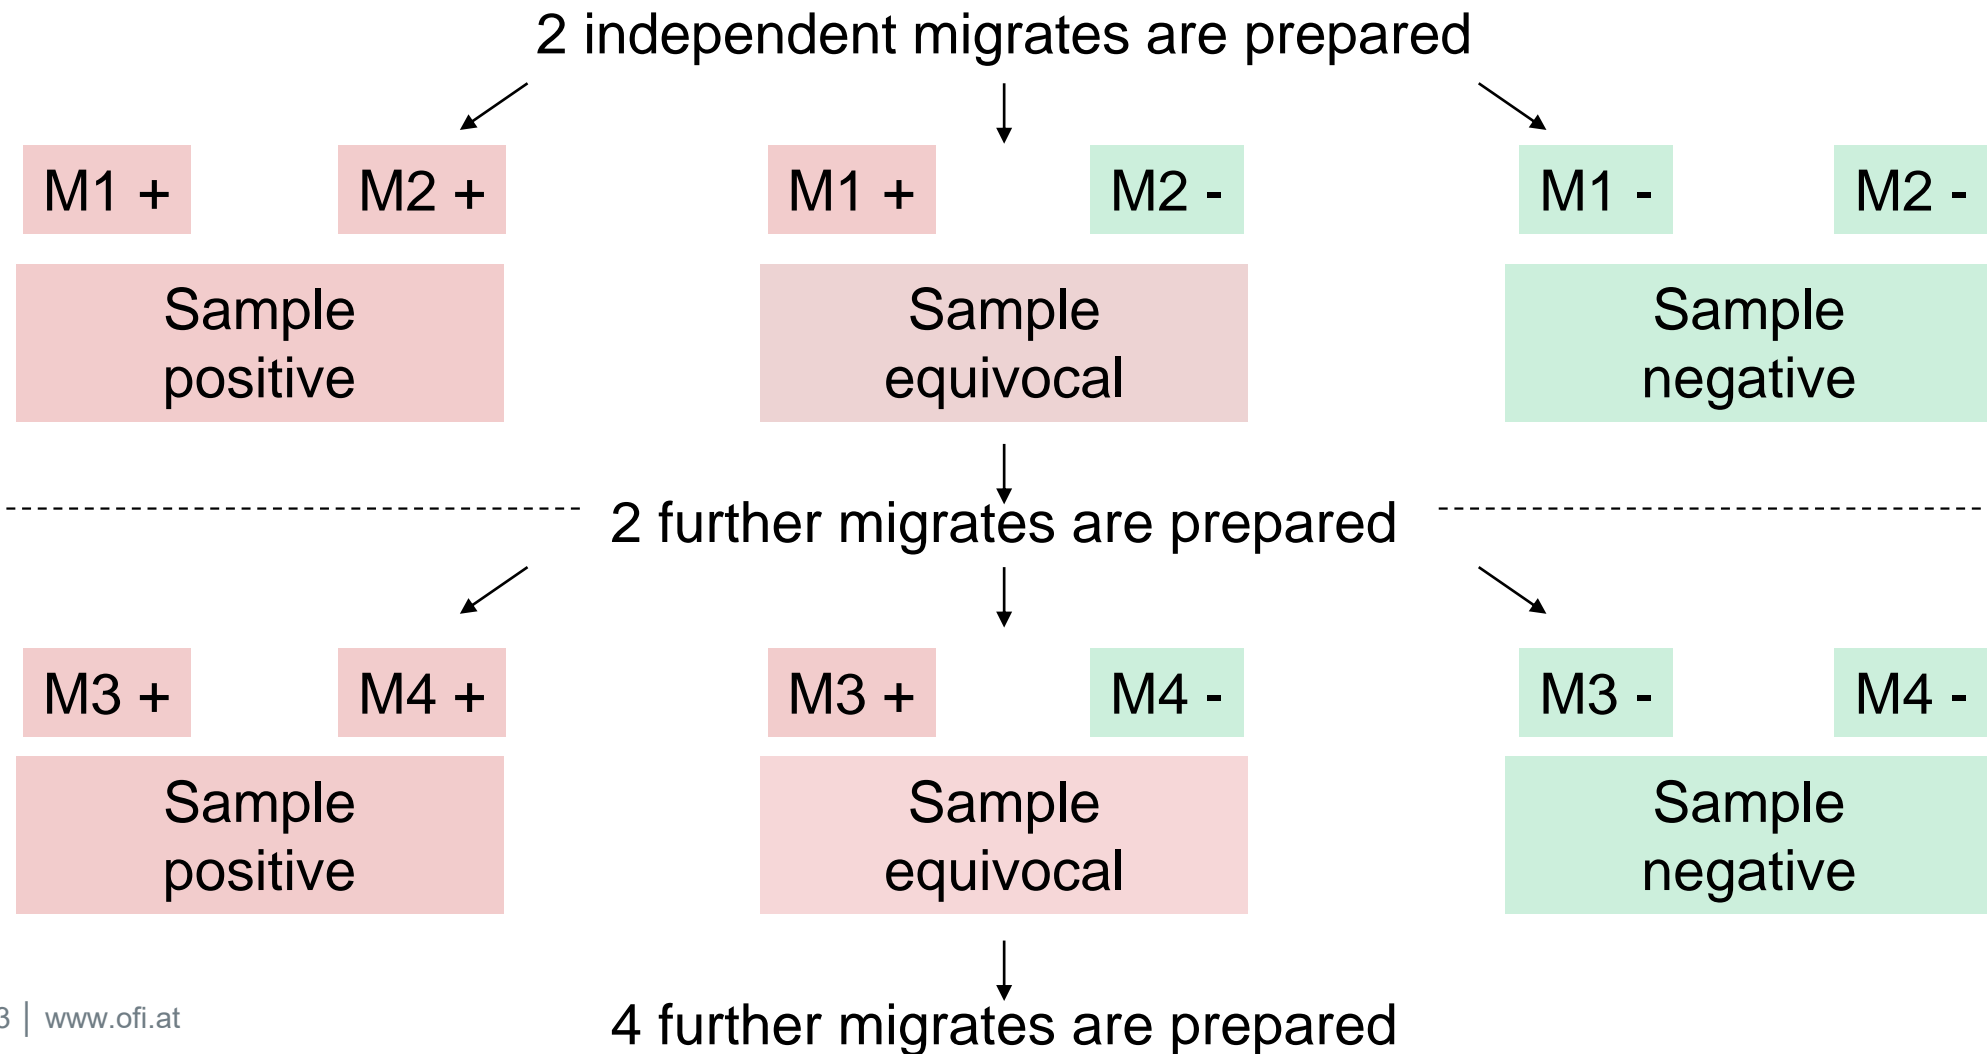 2 independent migrates are prepared
M1 + M2 + M1 + M2 - M1 - M2 -
Sample
positive
Sample
equivocal
Sample
negative
2 further migrates are prepared
M3 + M4 + M3 + M4 - M3 - M4 -
Sample
positive
Sample
equivocal
Sample
negative
4 further migrates are prepared
3 | www.ofi.at